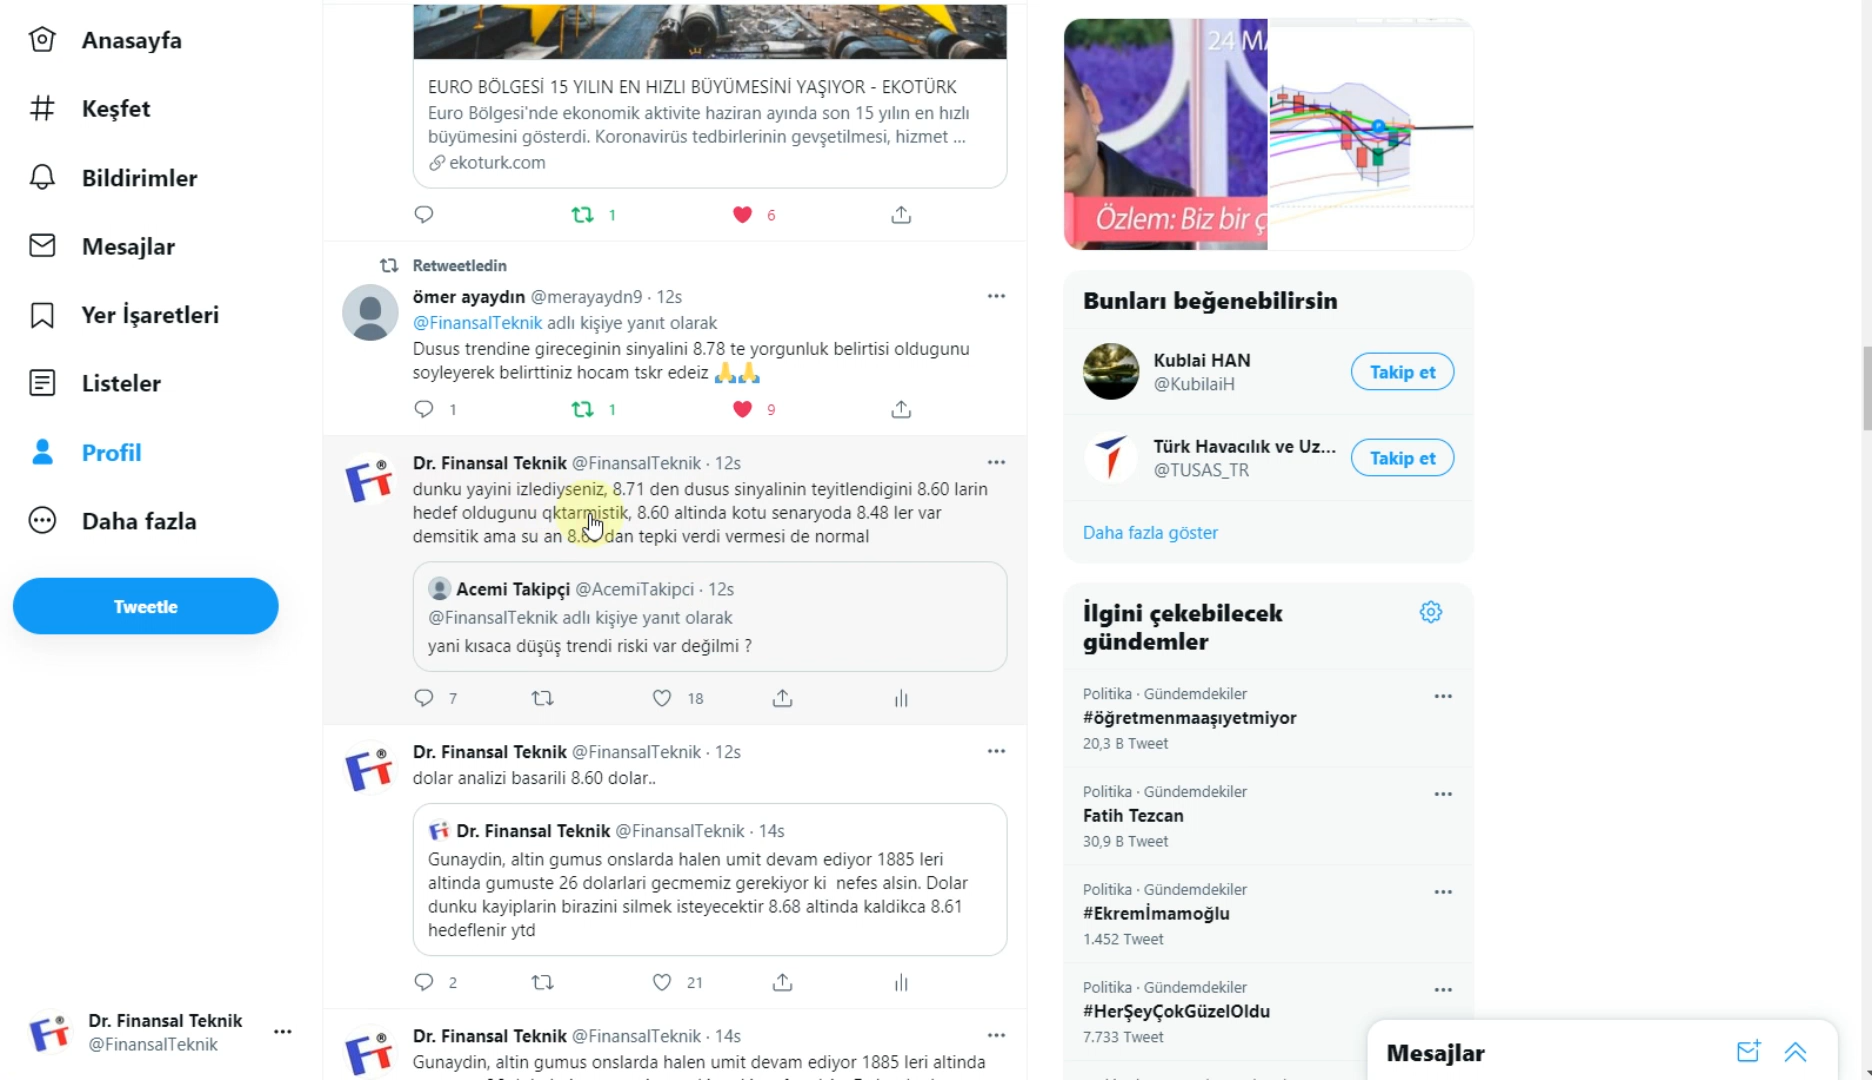 Anasayfa
Keşfet
Bildirimler
Mesajlar
Yer İşaretleri
Listeler
Profil
Daha fazla
Tweetle
Dr. Finansal Teknik
@FinansalTeknik
EURO BÖLGESİ 15 YILIN EN HIZLI BÜYÜMESİNİ YAŞIYOR - EKOTÜRK
Euro Bölgesi'nde ekonomik aktivite haziran ayında son 15 yılın en hızlı
büyümesini gösterdi. Koronavirüs tedbirlerinin gevşetilmesi, hizmet ...
ekoturk.com
1 6
Retweetledin
ömer ayaydın @merayaydn9 · 12s
@FinansalTeknik adlı kişiye yanıt olarak
Dusus trendine gireceginin sinyalini 8.78 te yorgunluk belirtisi oldugunu
soyleyerek belirttiniz hocam tskr edeiz 🙏🙏
1 1 9
Dr. Finansal Teknik @FinansalTeknik · 12s
dunku yayini izlediyseniz, 8.71 den dusus sinyalinin teyitlendigini 8.60 larin
hedef oldugunu qktarmistik, 8.60 altinda kotu senaryoda 8.48 ler var
demsitik ama su an dan tepki verdi vermesi de normal
Acemi Takipçi @AcemiTakipci · 12s
@FinansalTeknik adlı kişiye yanıt olarak
yani kısaca düşüş trendi riski var değilmi ?
7 18
Dr. Finansal Teknik @FinansalTeknik · 12s
dolar analizi basarili 8.60 dolar..
Dr. Finansal Teknik @FinansalTeknik · 14s
Gunaydin, altin gumus onslarda halen umit devam ediyor 1885 leri
altinda gumuste 26 dolarlari gecmemiz gerekiyor ki nefes alsin. Dolar
dunku kayiplarin birazini silmek isteyecektir 8.68 altinda kaldikca 8.61
hedeflenir ytd
2 21
Dr. Finansal Teknik @FinansalTeknik · 14s
Gunaydin, altin gumus onslarda halen umit devam ediyor 1885 leri altinda
24 MA
Özlem: Biz bir ç
Bunları beğenebilirsin
Kublai HAN
@KubilaiH
Takip et
Türk Havacılık ve Uz...
@TUSAS_TR
Takip et
Daha fazla göster
İlgini çekebilecek
gündemler
Politika · Gündemdekiler
#öğretmenmaaşıyetmiyor
20,3 B Tweet
Politika · Gündemdekiler
Fatih Tezcan
30,9 B Tweet
Politika · Gündemdekiler
#Ekremİmamoğlu
1.452 Tweet
Politika · Gündemdekiler
#HerŞeyÇokGüzelOldu
7.733 Tweet
Mesajlar